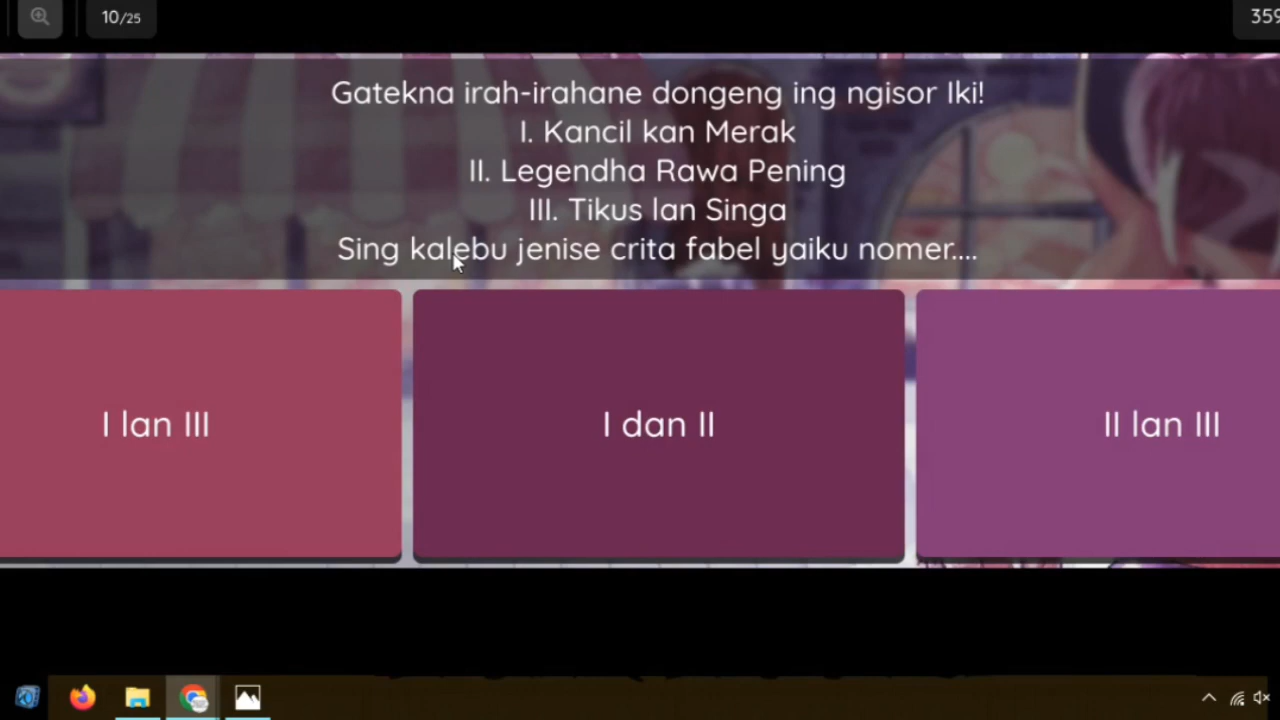 10/25
359
Gatekna irah-irahane dongeng ing ngisor Iki!
I. Kancil kan Merak
II. Legendha Rawa Pening
III. Tikus lan Singa
Sing kalebu jenise crita fabel yaiku nomer....
I lan III
I dan II
II lan III